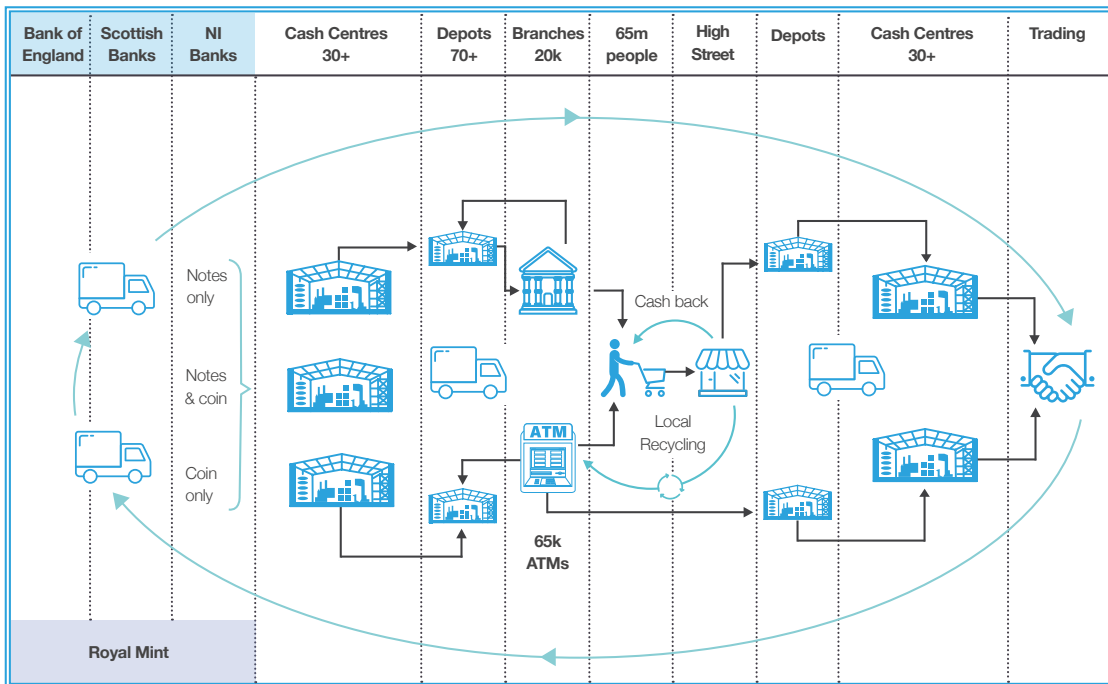 Bank of
England
Scottish
Banks
NI
Banks
Cash Centres
30+
Depots
70+
Branches
20k
65m
people
High
Street
Depots
Cash Centres
30+
Trading
Notes
only
Cash back
Notes
& coin
ATM
Local
Recycling
Coin
only
65k
ATMs
Royal Mint